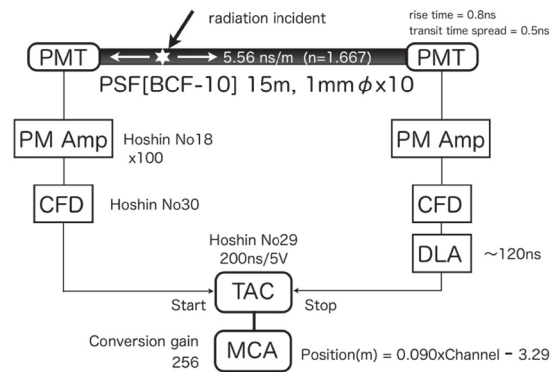 radiation incident
rise time = 0.8ns
transit time spread = 0.5ns
PMT
5.56 ns/m (n=1.667)
PMT
PSF[BCF-10] 15m, 1mmφx10
PM Amp
Hoshin No18
x100
PM Amp
CFD
Hoshin No30
CFD
DLA
~120ns
Hoshin No29
200ns/5V
Start
TAC
Stop
Conversion gain
256
MCA
Position(m) = 0.090xChannel - 3.29